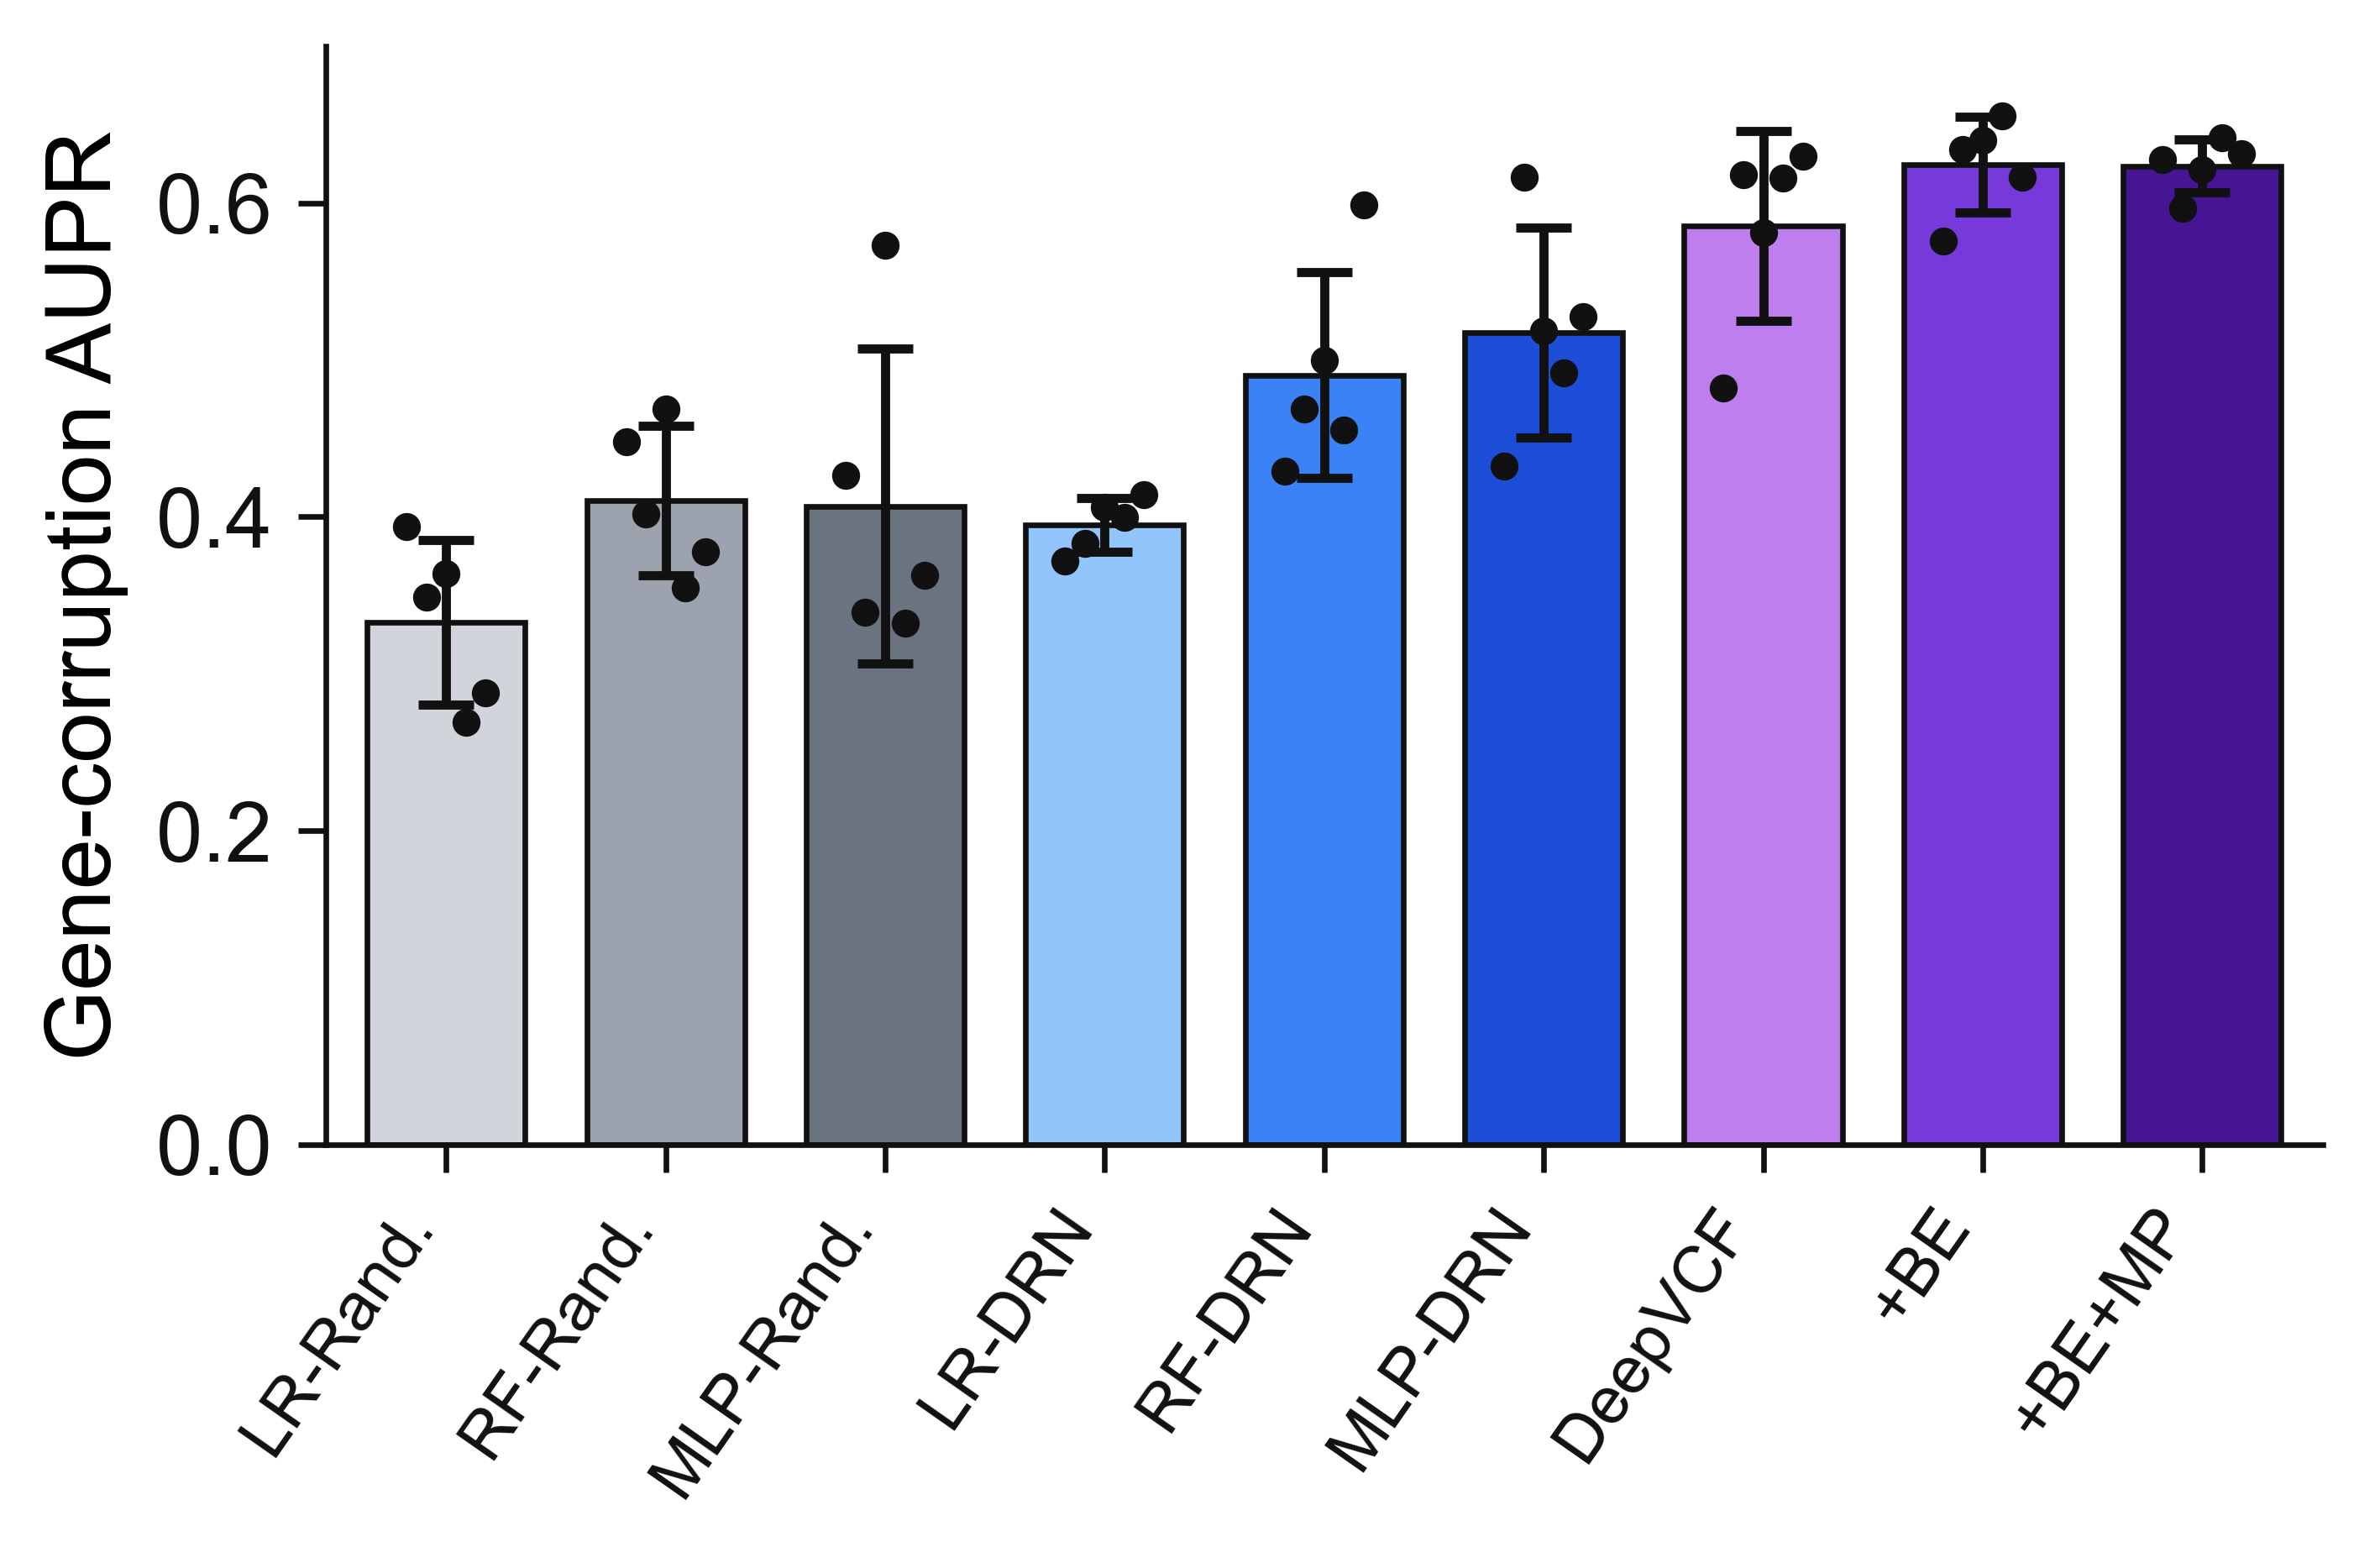 Gene-corruption AUPR
0.6
0.4
0.2
0.0
LR-Rand.
RF-Rand.
MLP-Rand.
LR-DRN
RF-DRN
MLP-DRN
DeepVCF
+BE
+BE+MP